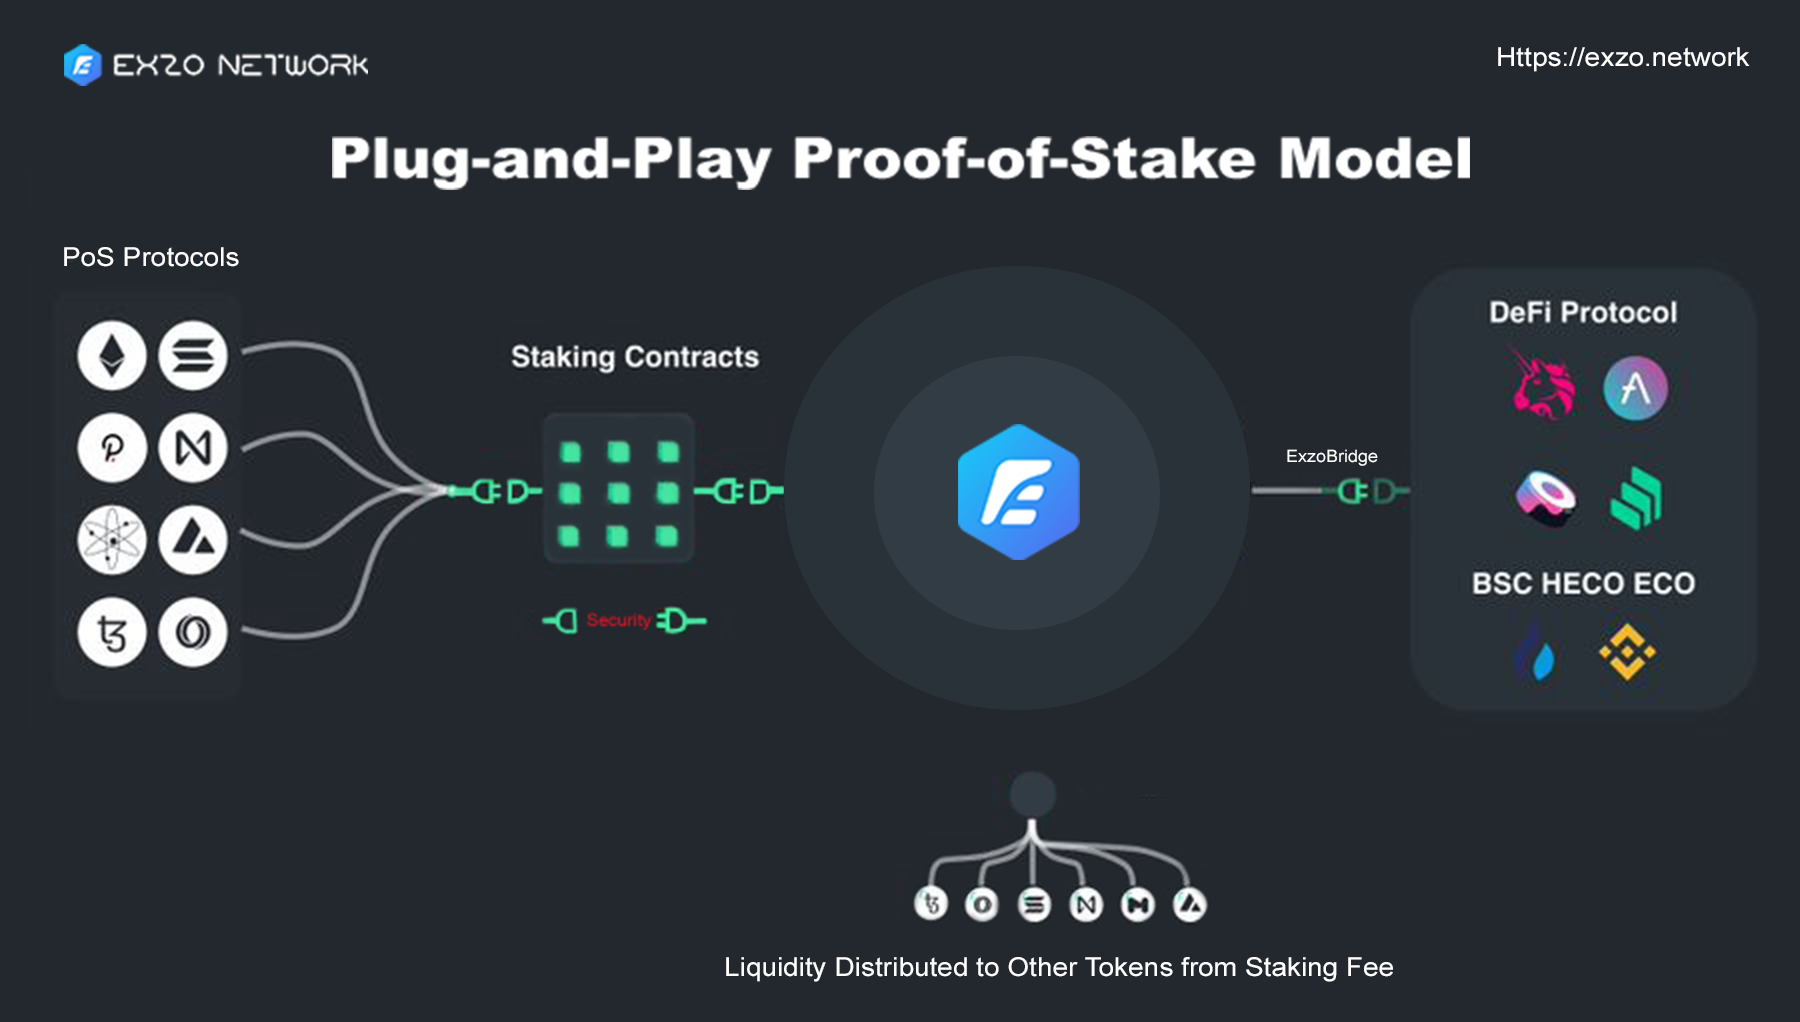 EXZO NETWORK
Https://exzo.network
Plug-and-Play Proof-of-Stake Model
PoS Protocols
Staking Contracts
Security
ExzoBridge
DeFi Protocol
BSC HECO ECO
Liquidity Distributed to Other Tokens from Staking Fee